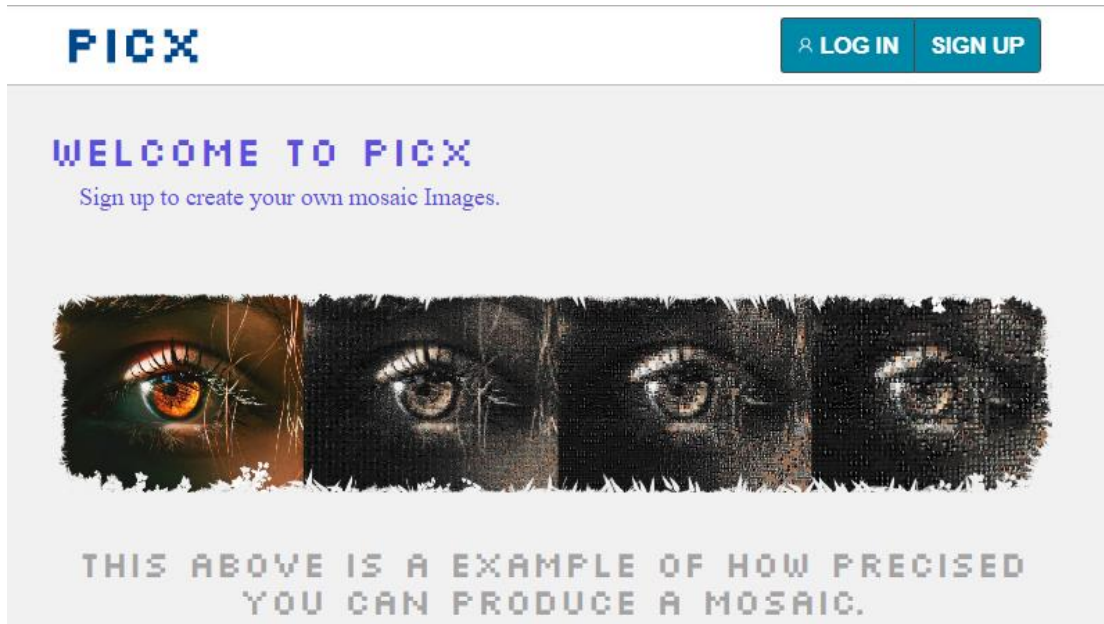 PICX
LOG IN SIGN UP
WELCOME TO PICX
Sign up to create your own mosaic Images.
THIS ABOVE IS A EXAMPLE OF HOW PRECISED
YOU CAN PRODUCE A MOSAIC.